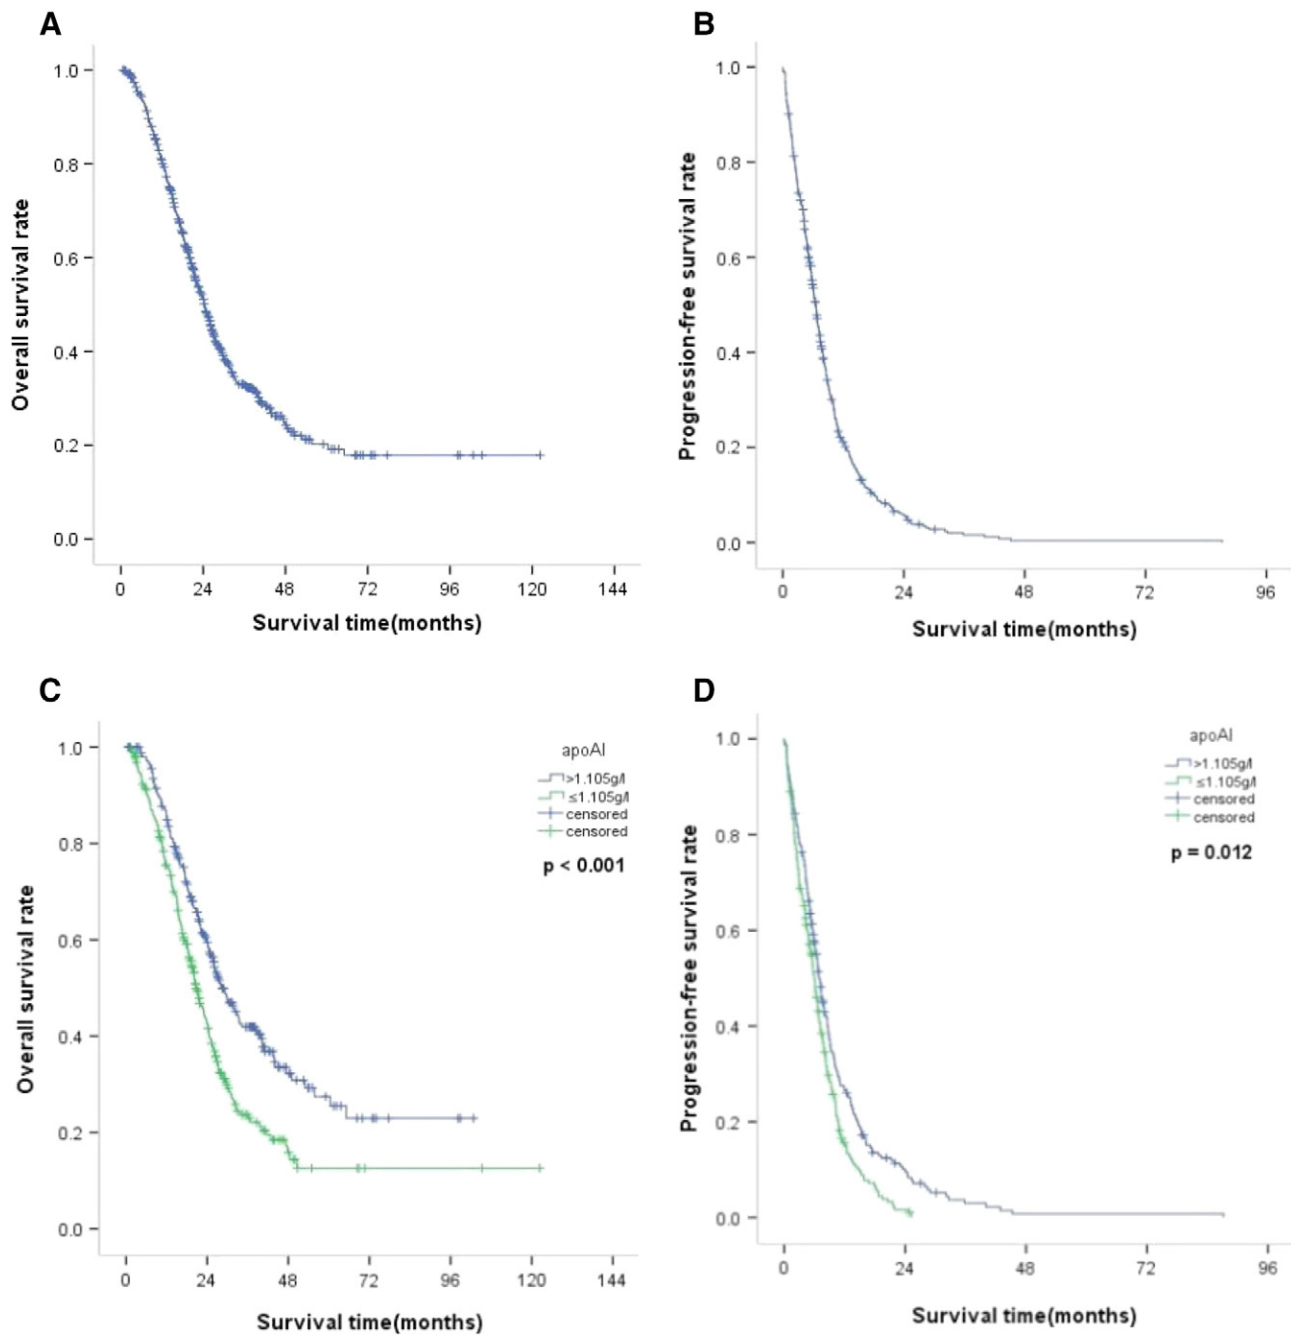 A
Overall survival rate
1.0
0.8
0.6
0.4
0.2
0.0
0 24 48 72 96 120 144
Survival time(months)
B
Progression-free survival rate
1.0
0.8
0.6
0.4
0.2
0.0
0 24 48 72 96
Survival time(months)
C
Overall survival rate
1.0
0.8
0.6
0.4
0.2
0.0
apoAI
>1.105g/l
≤1.105g/l
censored
censored
p < 0.001
0 24 48 72 96 120 144
Survival time(months)
D
Progression-free survival rate
1.0
0.8
0.6
0.4
0.2
0.0
apoAI
>1.105g/l
≤1.105g/l
censored
censored
p = 0.012
0 24 48 72 96
Survival time(months)